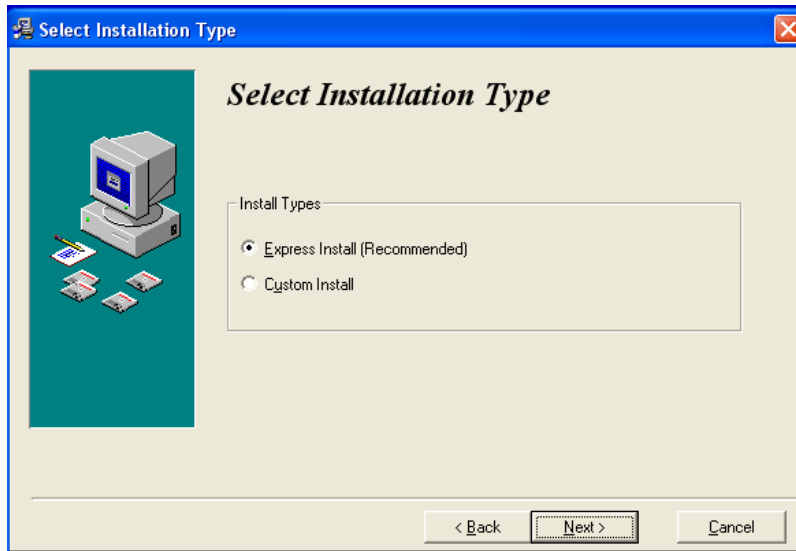 Select Installation Type
Select Installation Type
Install Types
Express Install (Recommended)
Custom Install
< Back
Next >
Cancel